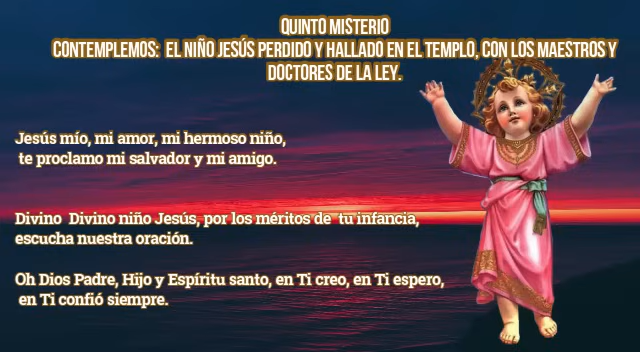 QUINTO MISTERIO
CONTEMPLEMOS: EL NIÑO JESÚS PERDIDO Y HALLADO EN EL TEMPLO, CON LOS MAESTROS Y
DOCTORES DE LA LEY.
Jesús mío, mi amor, mi hermoso niño,
te proclamo mi salvador y mi amigo.
Divino Divino niño Jesús, por los méritos de tu infancia,
escucha nuestra oración.
Oh Dios Padre, Hijo y Espíritu santo, en Ti creo, en Ti espero,
en Ti confió siempre.